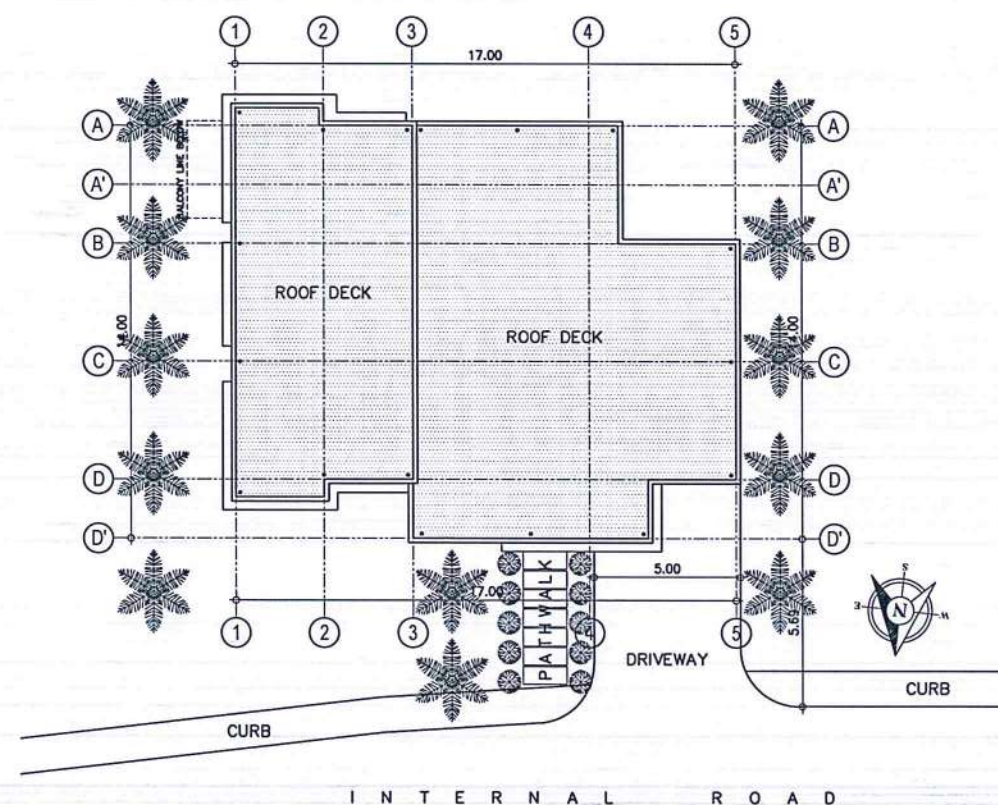 1 2 3 4 5
17.00
A A
BALCONY LINE BELOW
A' A'
B B
ROOF DECK
ROOF DECK
14.00 14.00
C C
D D
D' D'
5.00
17.00
PATHWALK
1 2 3 4 5
5.69
S
E N W
DRIVEWAY
CURB
CURB
INTERNAL ROAD